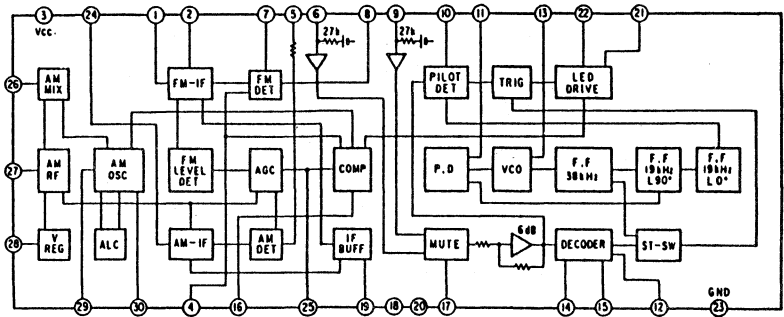 3 24 1 2 7 5 6 8 9 10 11 13 22 21
Vcc.
27k 27k
26 AM MIX FM-IF FM DET PILOT DET TRIG LED DRIVE
27 AM RF AM OSC FM LEVEL DET AGC COMP P.D VCO F.F 38kHz F.F 19kHz L90° F.F 19kHz L0°
6dB
28 V REG ALC AM-IF AM DET IF BUFF MUTE DECODER ST-SW
GND
29 30 4 16 25 19 18 20 17 14 15 12 23